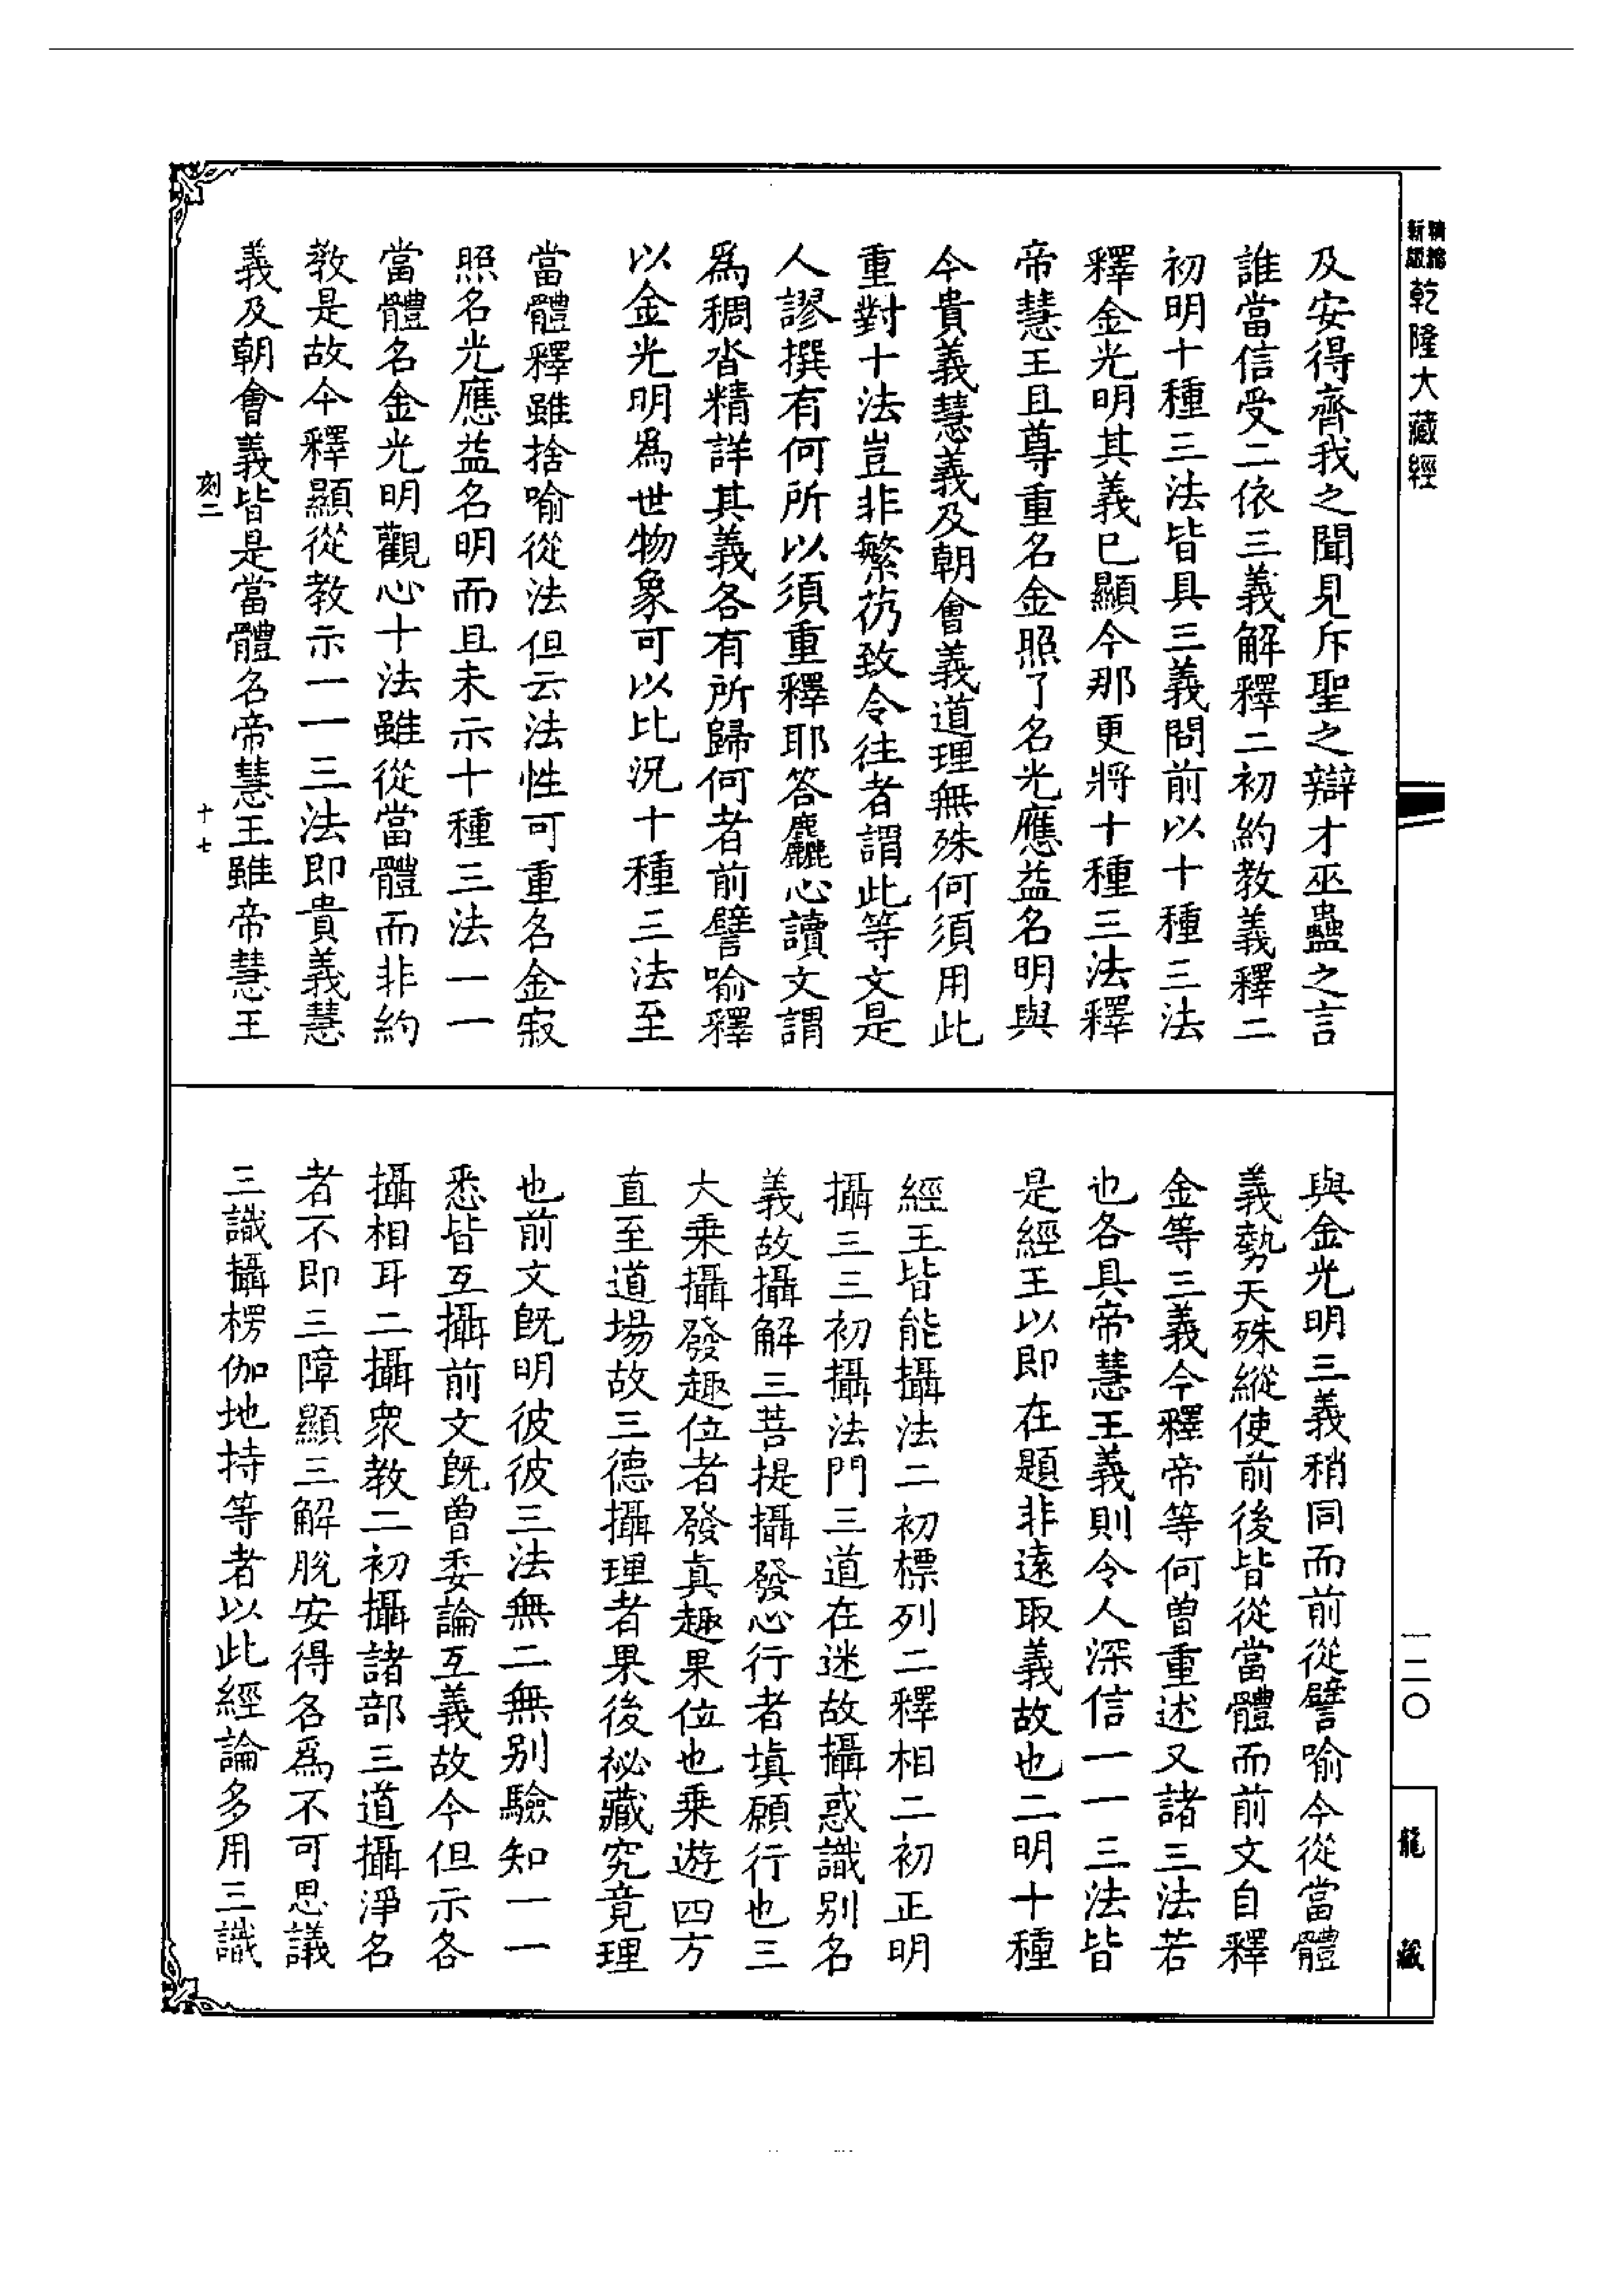 精縮新版乾隆大藏經
及安得齊我之聞見斥聖之辯才巫蠱之言
誰當信受二依三義解釋二初約教義釋二
初明十種三法皆具三義問前以十種三法
釋金光明其義已顯今那更將十種三法釋
帝慧王且尊重名金照了名光應益名明與
今貴義慧義及朝會義道理無殊何須用此
重對十法豈非繁芿致令往者謂此等文是
人謬撰有何所以須重釋耶答麤心讀文謂
為稠沓精詳其義各有所歸何者前譬喻釋
以金光明為世物象可以比況十種三法至
當體釋雖捨喻從法但云法性可重名金寂
照名光應益名明而且未示十種三法一一
當體名金光明觀心十法雖從當體而非約
教是故今釋顯從教示一一三法即貴義慧
義及朝會義皆是當體名帝慧王雖帝慧王
刻二
十七
與金光明三義稍同而前從譬喻今從當體
義勢天殊縱使前後皆從當體而前文自釋
金等三義今釋帝等何曾重述又諸三法若
也各具帝慧王義則令人深信一一三法皆
是經王以即在題非遠取義故也二明十種
經王皆能攝法二初標列二釋相二初正明
攝三三初攝法門三道在迷故攝惑識別名
義故攝解三菩提攝發心行者填願行也三
大乘攝發趣位者發真趣果位也乘遊四方
直至道場故三德攝理者果後祕藏究竟理
也前文既明彼彼三法無二無別驗知一一
悉皆互攝前文既曾委論互義故今但示各
攝相耳二攝眾教二初攝諸部三道攝淨名
者不即三障顯三解脫安得名為不可思議
三識攝楞伽地持等者以此經論多用三識
一二〇
龍藏